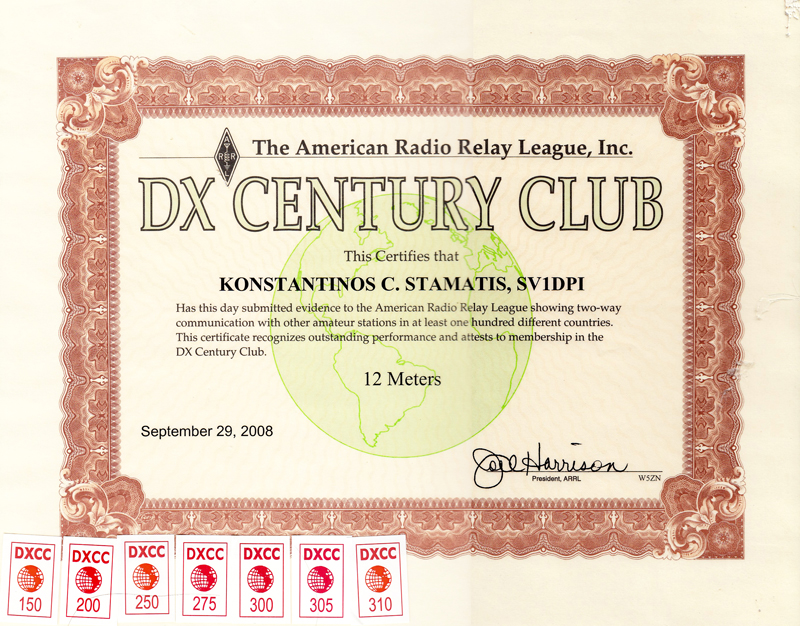 The American Radio Relay League, Inc.
ARRL
DX CENTURY CLUB
This Certifies that
KONSTANTINOS C. STAMATIS, SV1DPI
Has this day submitted evidence to the American Radio Relay League showing two-way
communication with other amateur stations in at least one hundred different countries.
This certificate recognizes outstanding performance and attests to membership in the
DX Century Club.
12 Meters
September 29, 2008
Joel Harrison
President, ARRL
W5ZN
DXCC
150
DXCC
200
DXCC
250
DXCC
275
DXCC
300
DXCC
305
DXCC
310